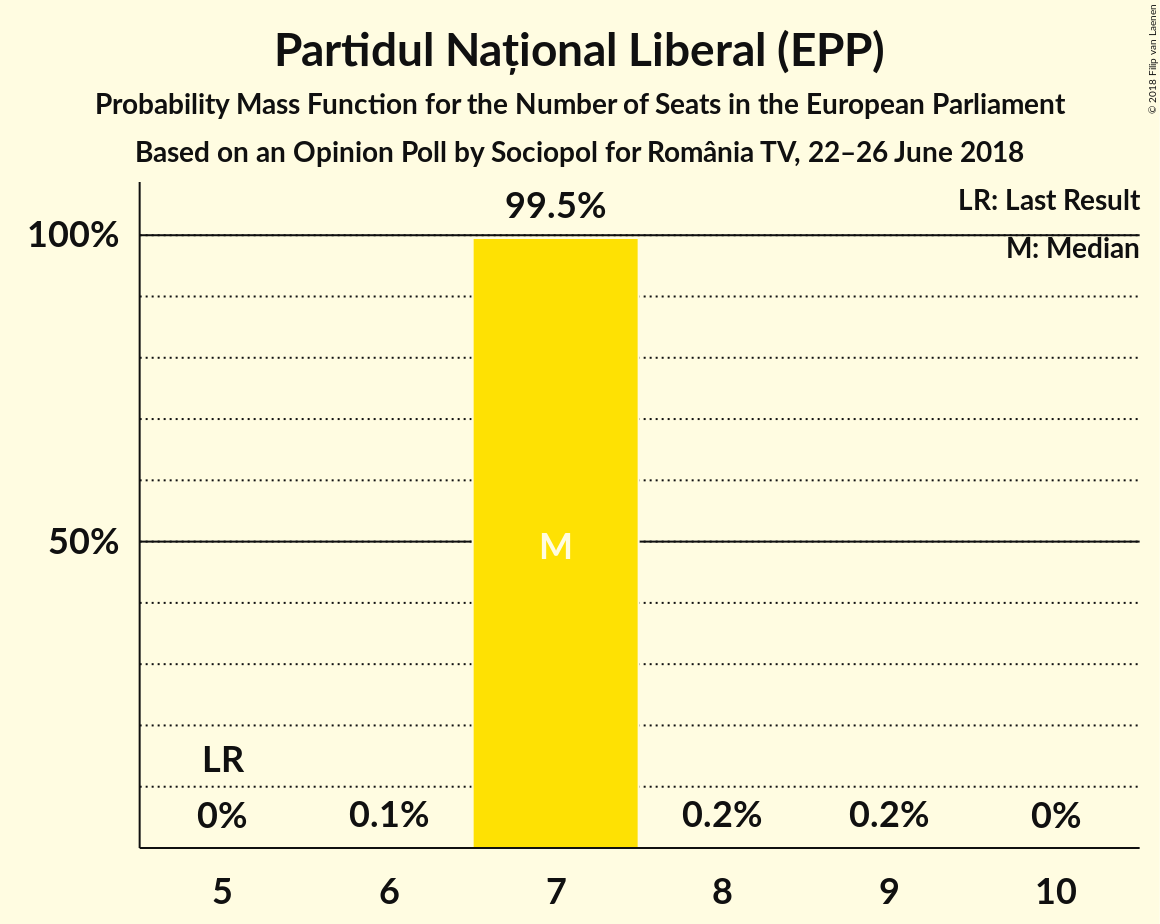 Partidul Național Liberal (EPP)
Probability Mass Function for the Number of Seats in the European Parliament
Based on an Opinion Poll by Sociopol for România TV, 22–26 June 2018
© 2018 Filip van Laenen
LR: Last Result
M: Median
99.5%
100%
50%
M
LR
0%
0.1%
0.2%
0.2%
0%
5
6
7
8
9
10